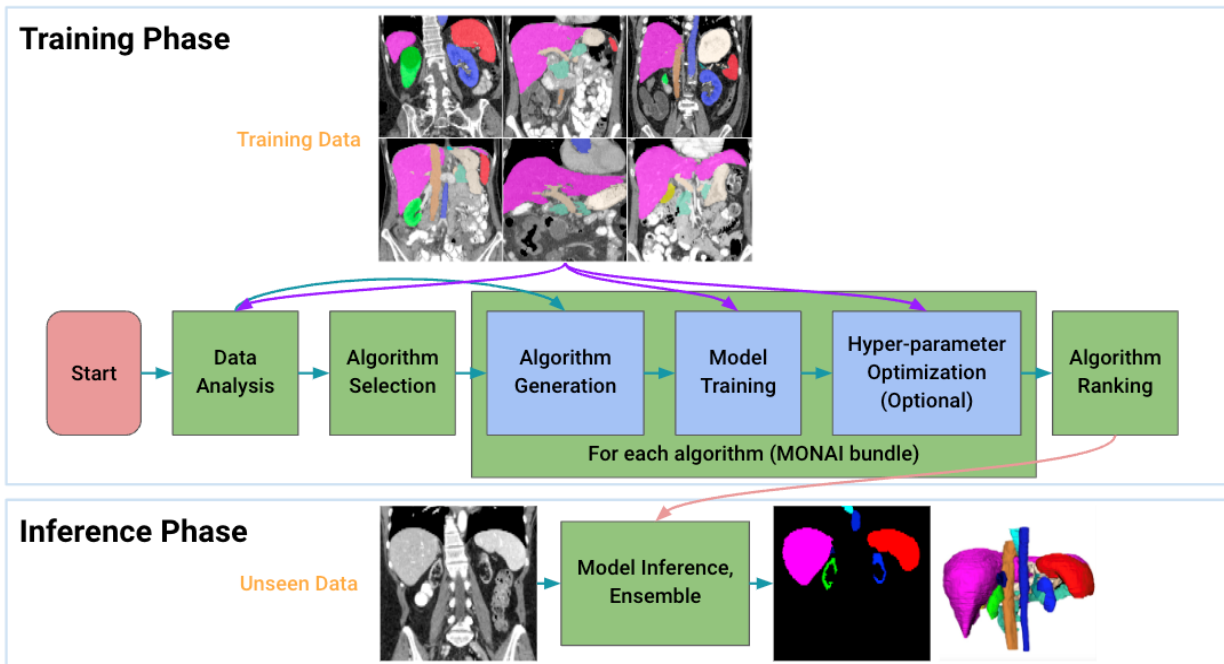 Training Phase
Training Data
Start
Data
Analysis
Algorithm
Selection
Algorithm
Generation
Model
Training
Hyper-parameter
Optimization
(Optional)
Algorithm
Ranking
For each algorithm (MONAI bundle)
Inference Phase
Unseen Data
Model Inference,
Ensemble